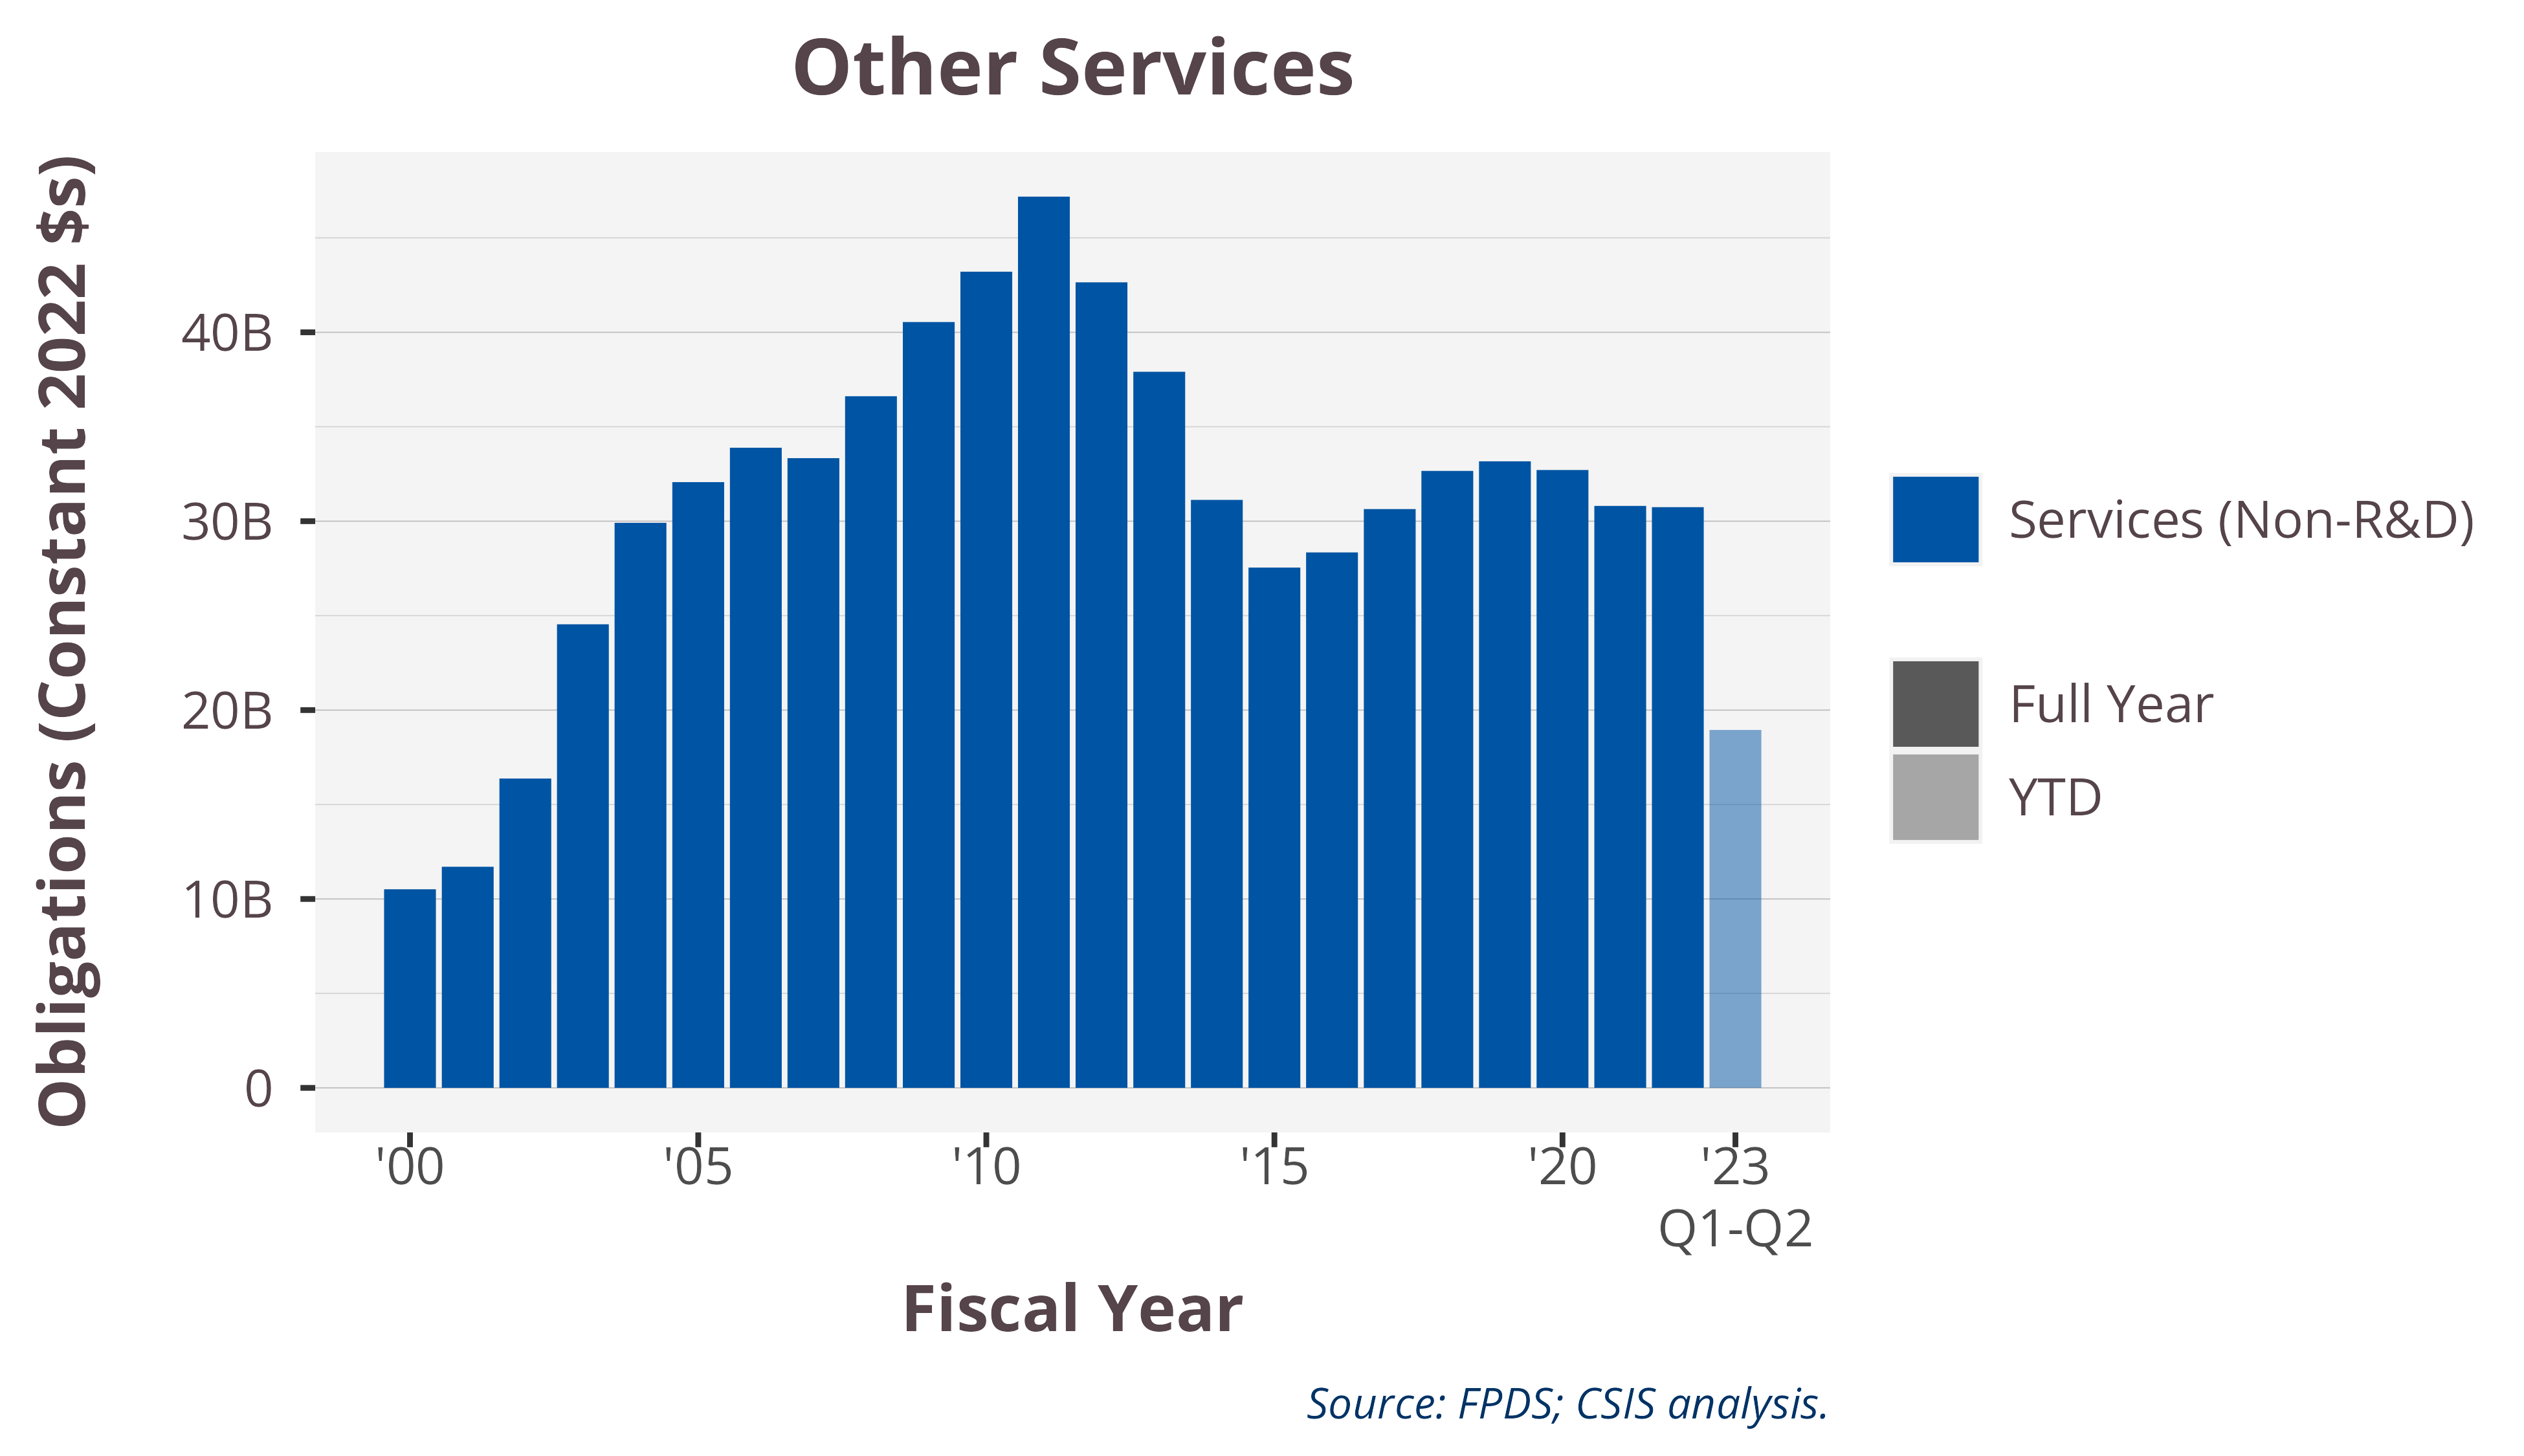 Other Services
Obligations (Constant 2022 $s)
40B
30B
20B
10B
0
'00 '05 '10 '15 '20 '23
Q1-Q2
Fiscal Year
Services (Non-R&D)
Full Year
YTD
Source: FPDS; CSIS analysis.